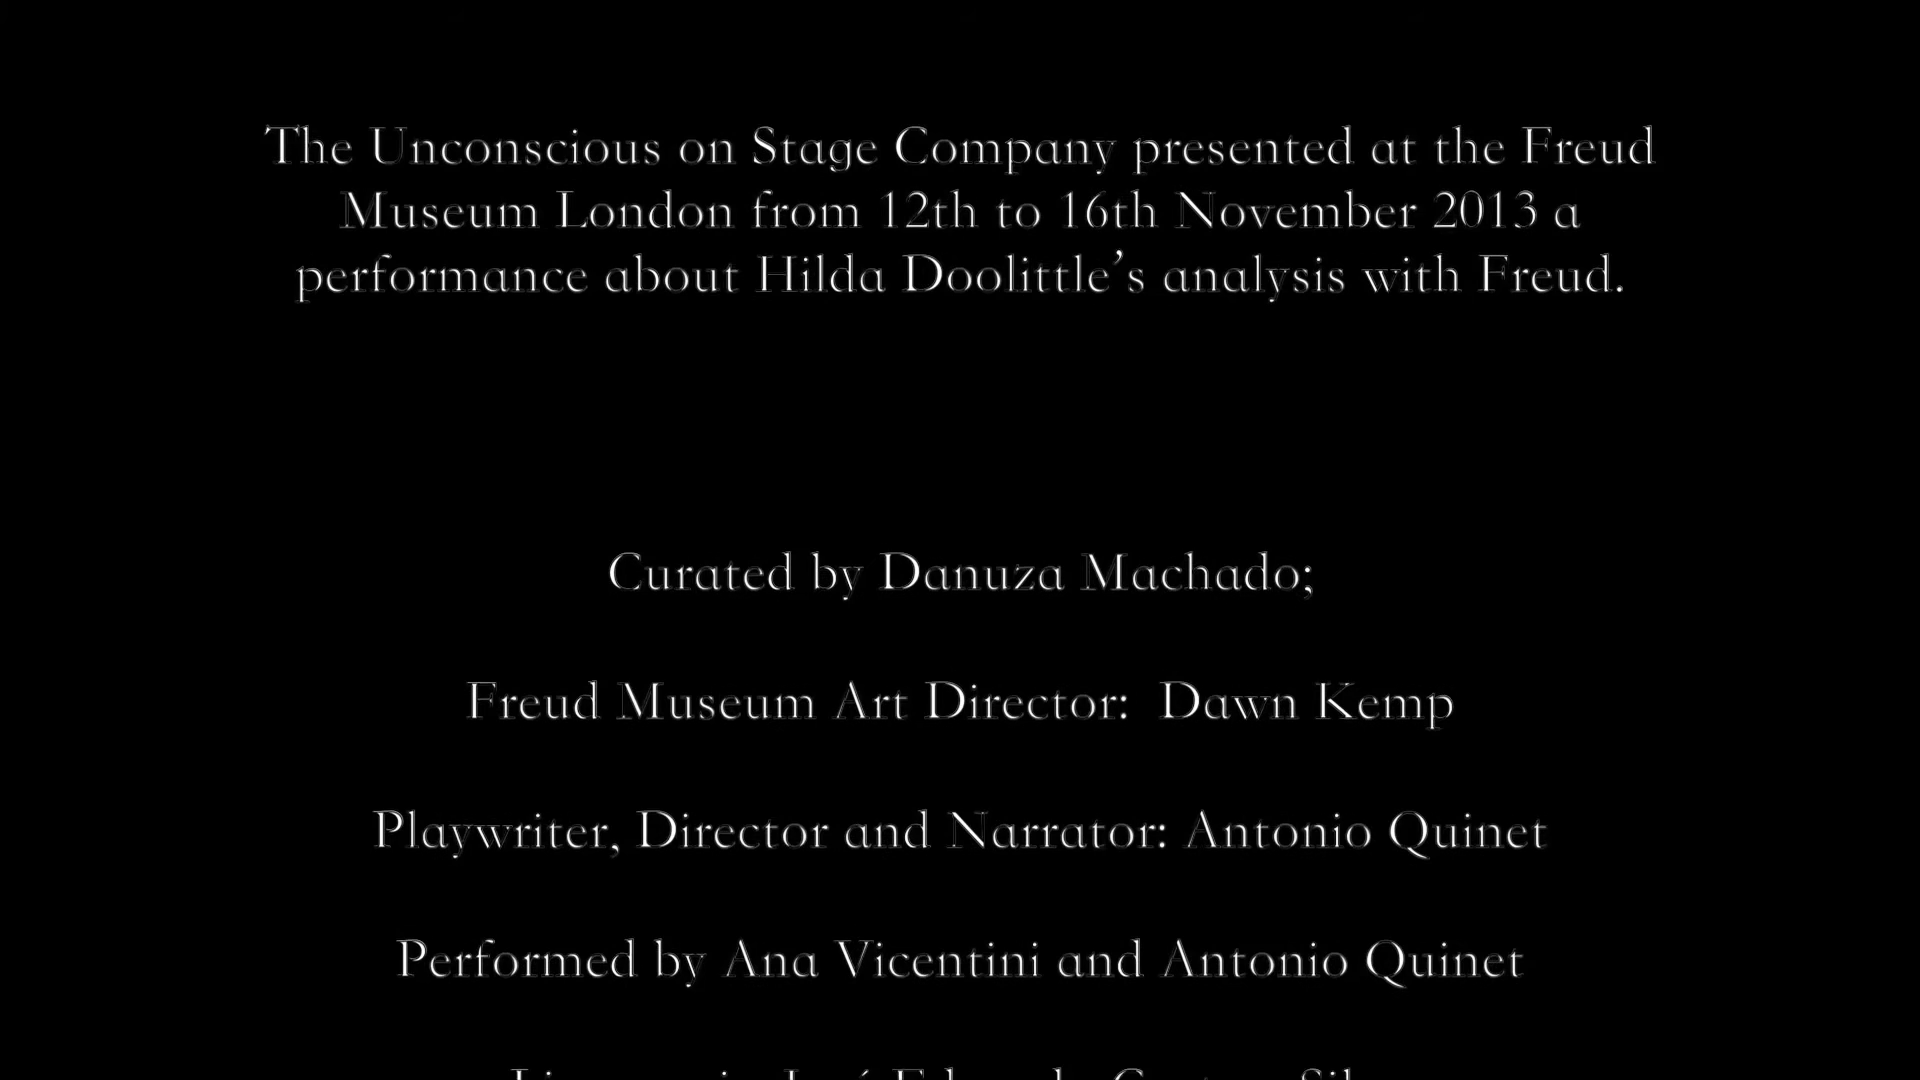 The Unconscious on Stage Company presented at the Freud
Museum London from 12th to 16th November 2013 a
performance about Hilda Doolittle’s analysis with Freud.
Curated by Danuza Machado;
Freud Museum Art Director:  Dawn Kemp
Playwriter, Director and Narrator: Antonio Quinet
Performed by Ana Vicentini and Antonio Quinet